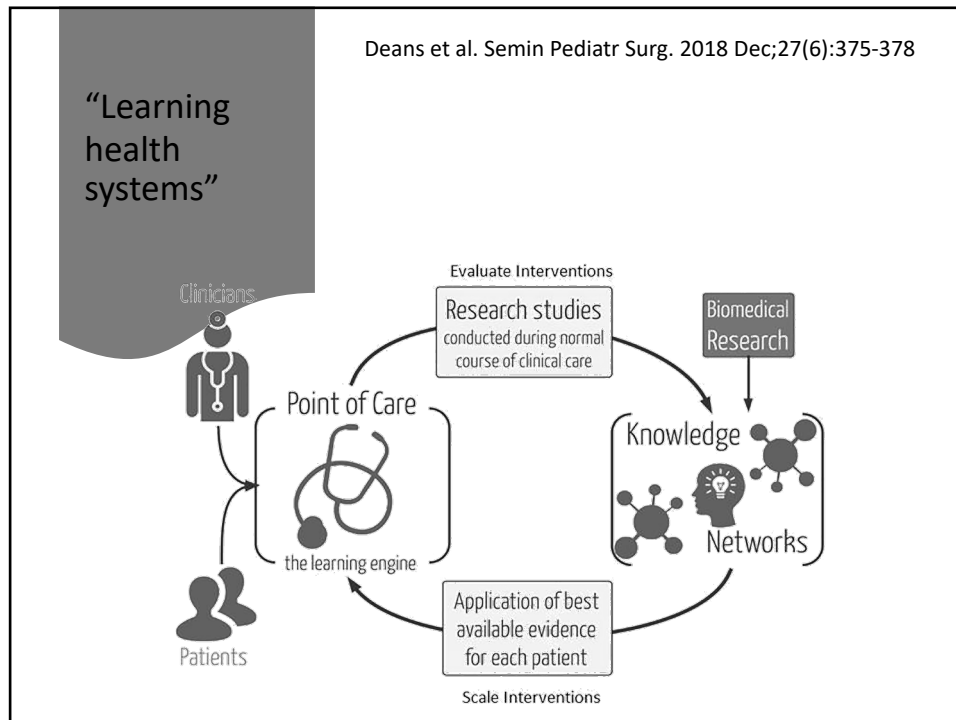 Deans et al. Semin Pediatr Surg. 2018 Dec;27(6):375-378
“Learning
health
systems”
Clinicians
Evaluate Interventions
Research studies
conducted during normal
course of clinical care
Biomedical
Research
Point of Care
the learning engine
Knowledge
Networks
Patients
Application of best
available evidence
for each patient
Scale Interventions